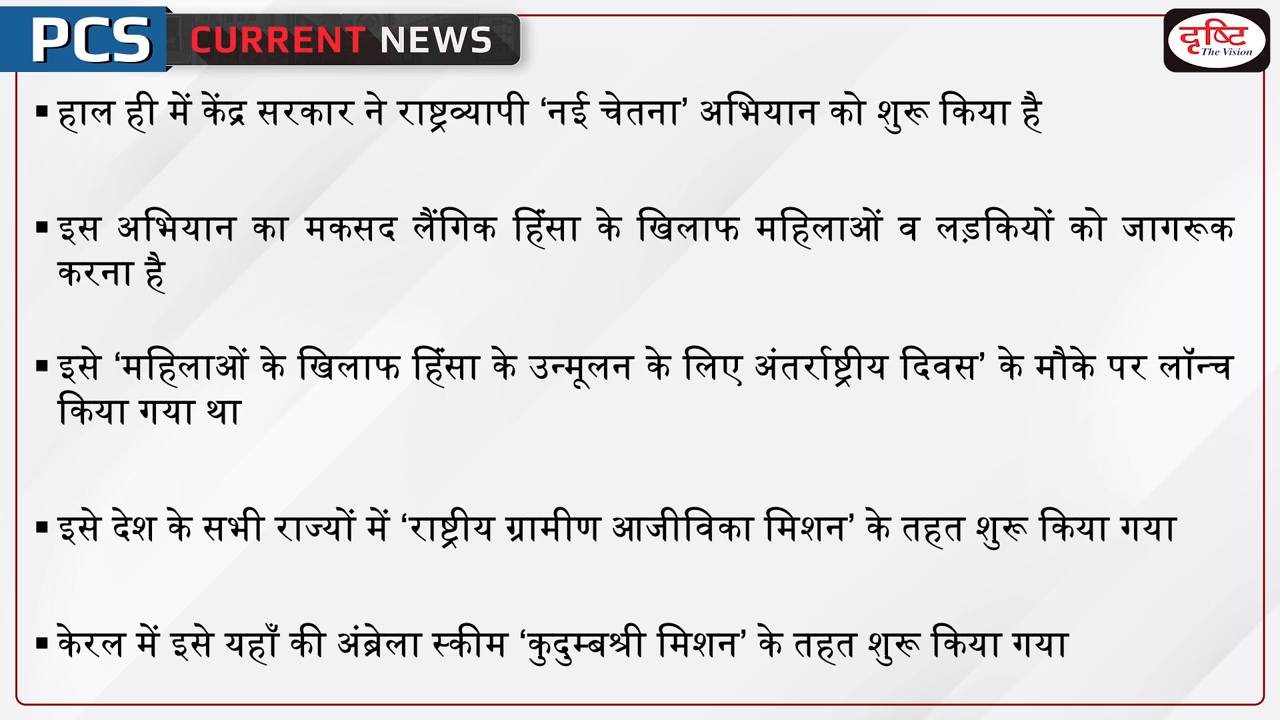 PCS CURRENT NEWS
दृष्टि
The Vision
▪ हाल ही में केंद्र सरकार ने राष्ट्रव्यापी ‘नई चेतना’ अभियान को शुरू किया है
▪ इस अभियान का मकसद लैंगिक हिंसा के खिलाफ महिलाओं व लड़कियों को जागरूक
करना है
▪ इसे ‘महिलाओं के खिलाफ हिंसा के उन्मूलन के लिए अंतर्राष्ट्रीय दिवस’ के मौके पर लॉन्च
किया गया था
▪ इसे देश के सभी राज्यों में ‘राष्ट्रीय ग्रामीण आजीविका मिशन’ के तहत शुरू किया गया
▪ केरल में इसे यहाँ की अंब्रेला स्कीम ‘कुदुम्बश्री मिशन’ के तहत शुरू किया गया